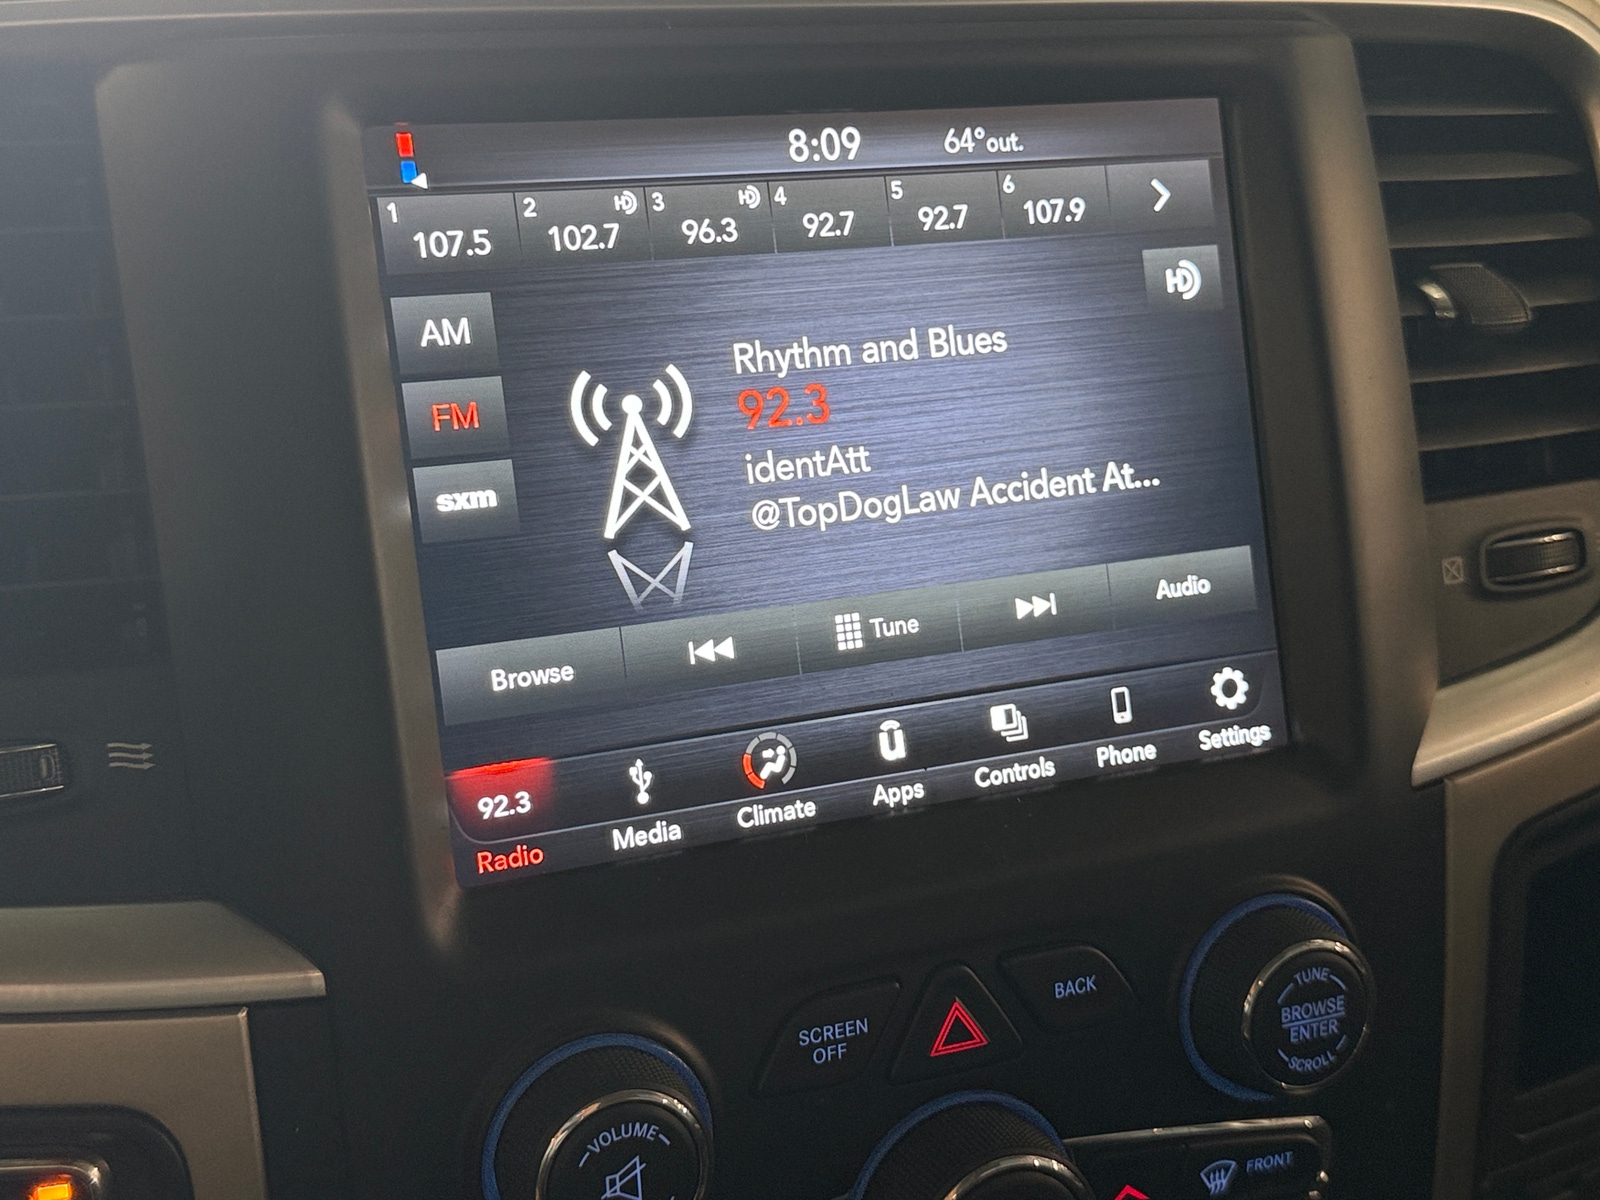 8:09 64°out.
1 107.5 2 HD 102.7 3 HD 96.3 4 92.7 5 92.7 6 107.9
HD
AM
FM
sxm
Rhythm and Blues
92.3
identAtt
@TopDogLaw Accident At...
Browse Tune Audio
92.3
Radio Media Climate Apps Controls Phone Settings
SCREEN
OFF
BACK
TUNE
BROWSE
ENTER
SCROLL
VOLUME
FRONT